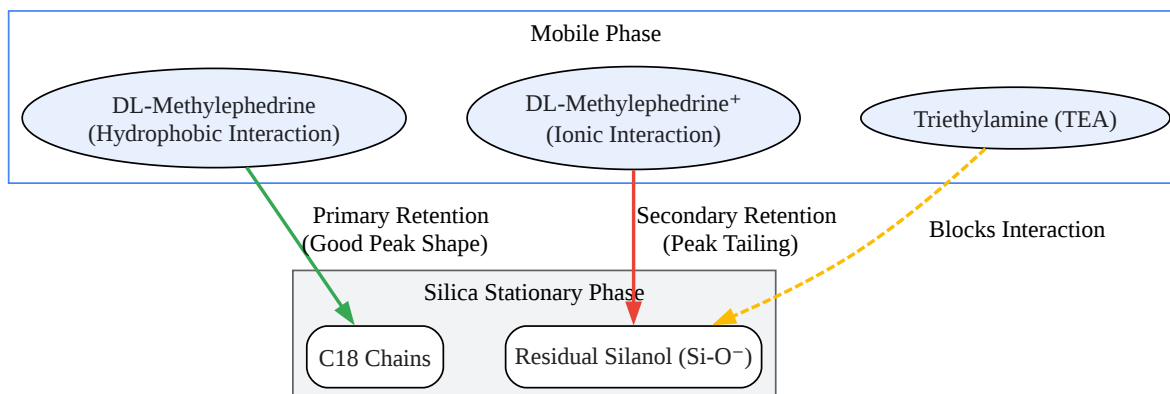 Mobile Phase
DL-Methylephedrine
(Hydrophobic Interaction)
DL-Methylephedrine⁺
(Ionic Interaction)
Triethylamine (TEA)
Primary Retention
(Good Peak Shape)
Secondary Retention
(Peak Tailing)
Blocks Interaction
Silica Stationary Phase
C18 Chains
Residual Silanol (Si-O⁻)